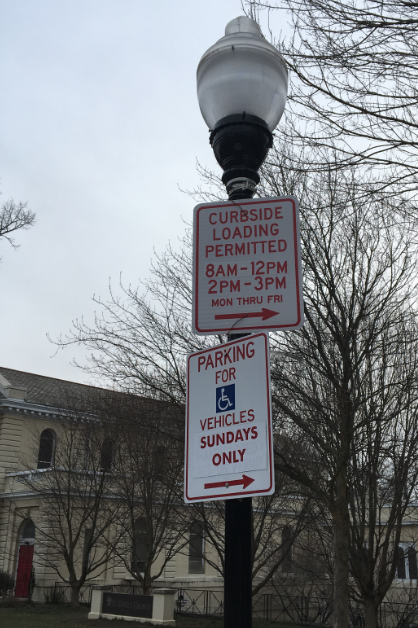 CURBSIDE
LOADING
PERMITTED
8AM-12PM
2PM-3PM
MON THRU FRI
PARKING
FOR
VEHICLES
SUNDAYS
ONLY